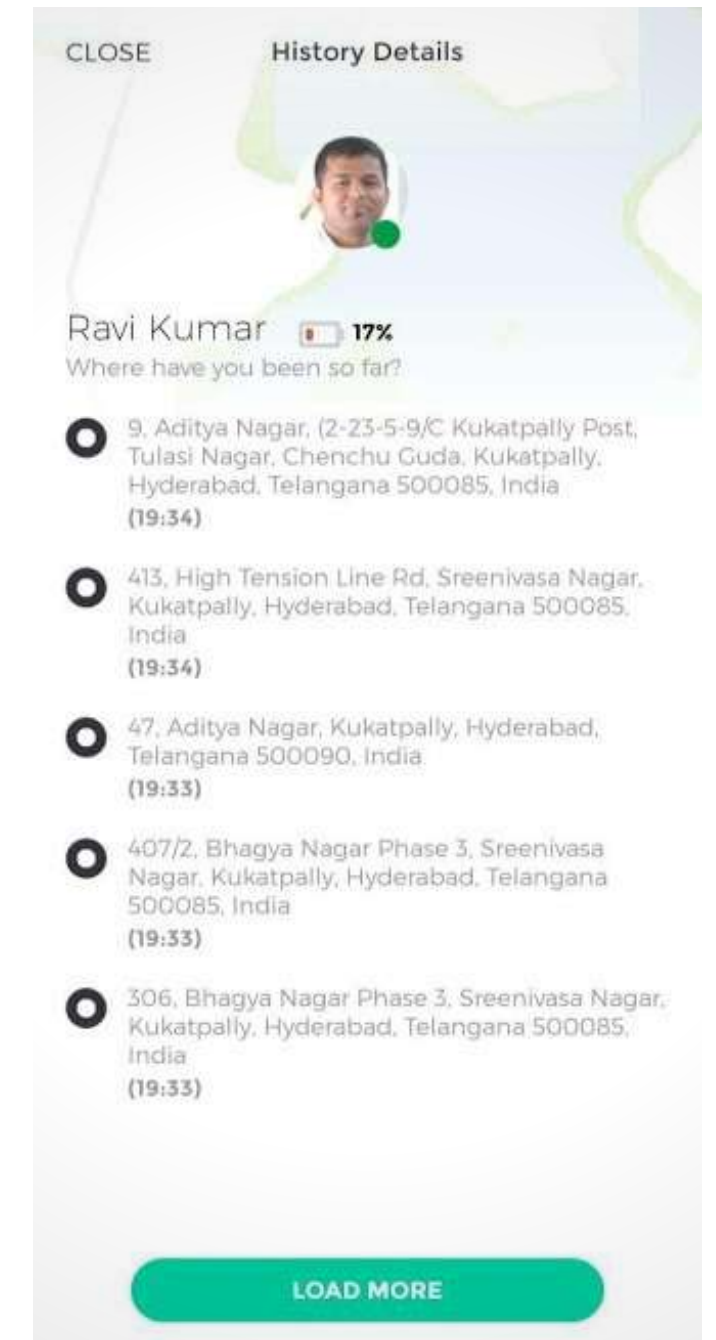 CLOSE History Details
Ravi Kumar 17%
Where have you been so far?
9, Aditya Nagar, (2-23-5-9/C Kukatpally Post,
Tulasi Nagar, Chenchu Guda, Kukatpally,
Hyderabad, Telangana 500085, India
(19:34)
413, High Tension Line Rd, Sreenivasa Nagar,
Kukatpally, Hyderabad, Telangana 500085,
India
(19:34)
47, Aditya Nagar, Kukatpally, Hyderabad,
Telangana 500090, India
(19:33)
407/2, Bhagya Nagar Phase 3, Sreenivasa
Nagar, Kukatpally, Hyderabad, Telangana
500085, India
(19:33)
306, Bhagya Nagar Phase 3, Sreenivasa Nagar,
Kukatpally, Hyderabad, Telangana 500085,
India
(19:33)
LOAD MORE